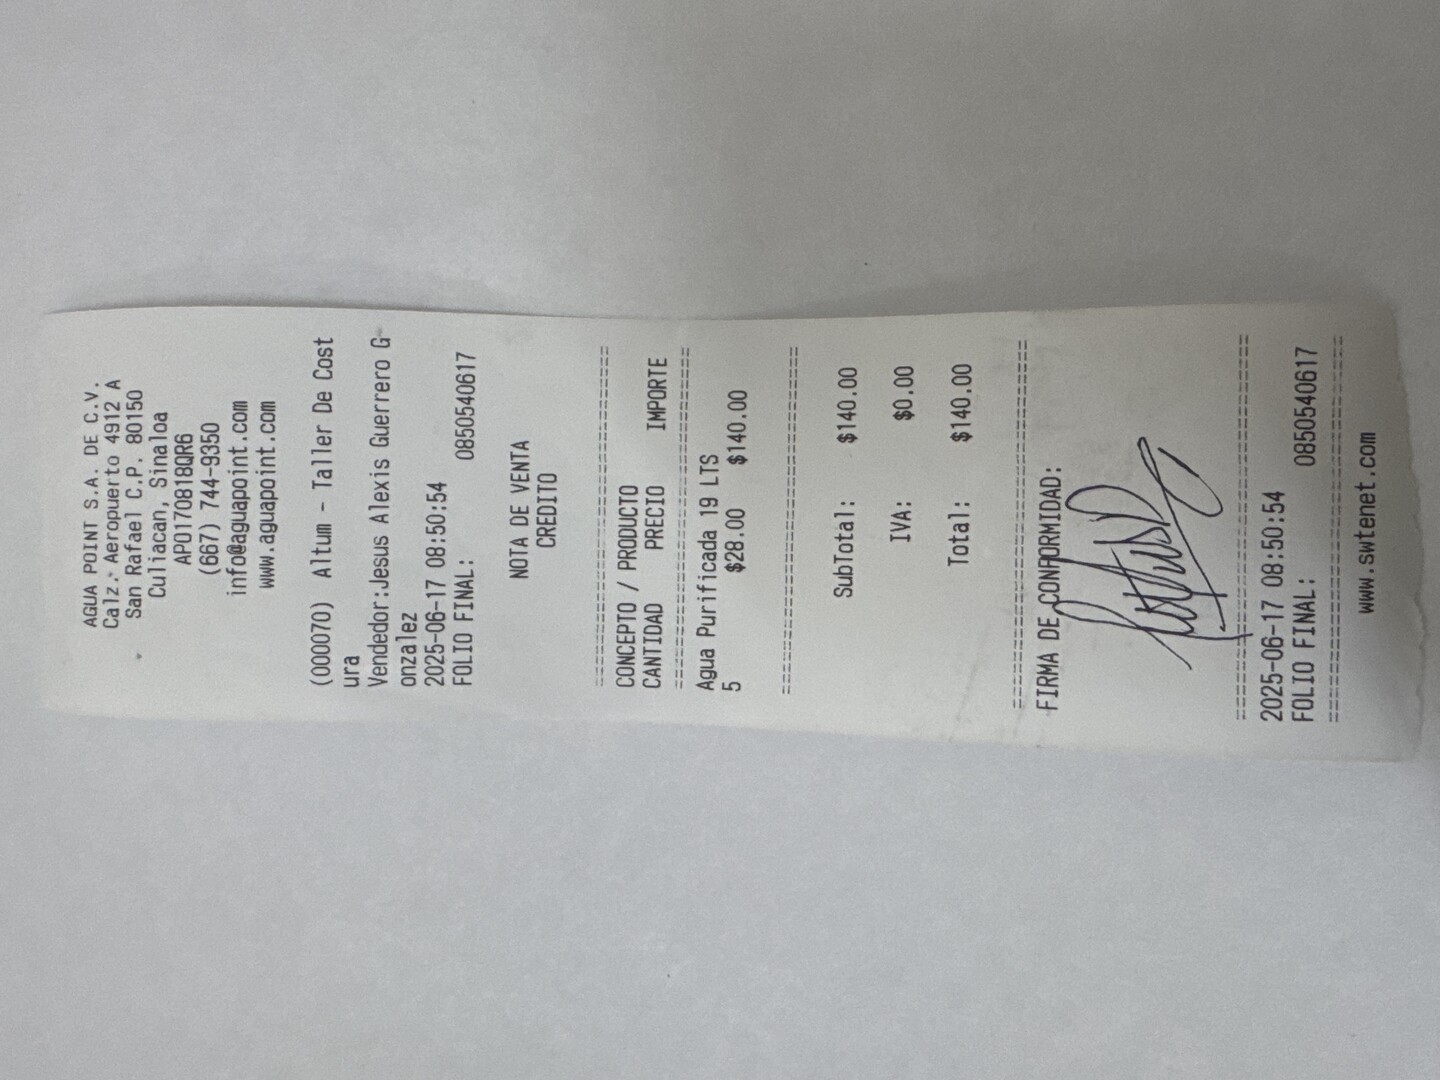 AGUA POINT S.A. DE C.V.
Calz. Aeropuerto 4912 A
San Rafael C.P. 80150
Culiacan, Sinaloa
APO170818QR6
(667) 744-9350
info@aguapoint.com
www.aguapoint.com
(000070) Altum - Taller De Cost
ura
Vendedor:Jesus Alexis Guerrero G
onzalez
2025-06-17 08:50:54
FOLIO FINAL: 0850540617
NOTA DE VENTA
CREDITO
================================
CONCEPTO / PRODUCTO
CANTIDAD PRECIO IMPORTE
================================
Agua Purificada 19 LTS
5 $28.00 $140.00
================================
SubTotal: $140.00
IVA: $0.00
Total: $140.00
================================
FIRMA DE CONFORMIDAD:
================================
2025-06-17 08:50:54
FOLIO FINAL: 0850540617
================================
www.swtenet.com